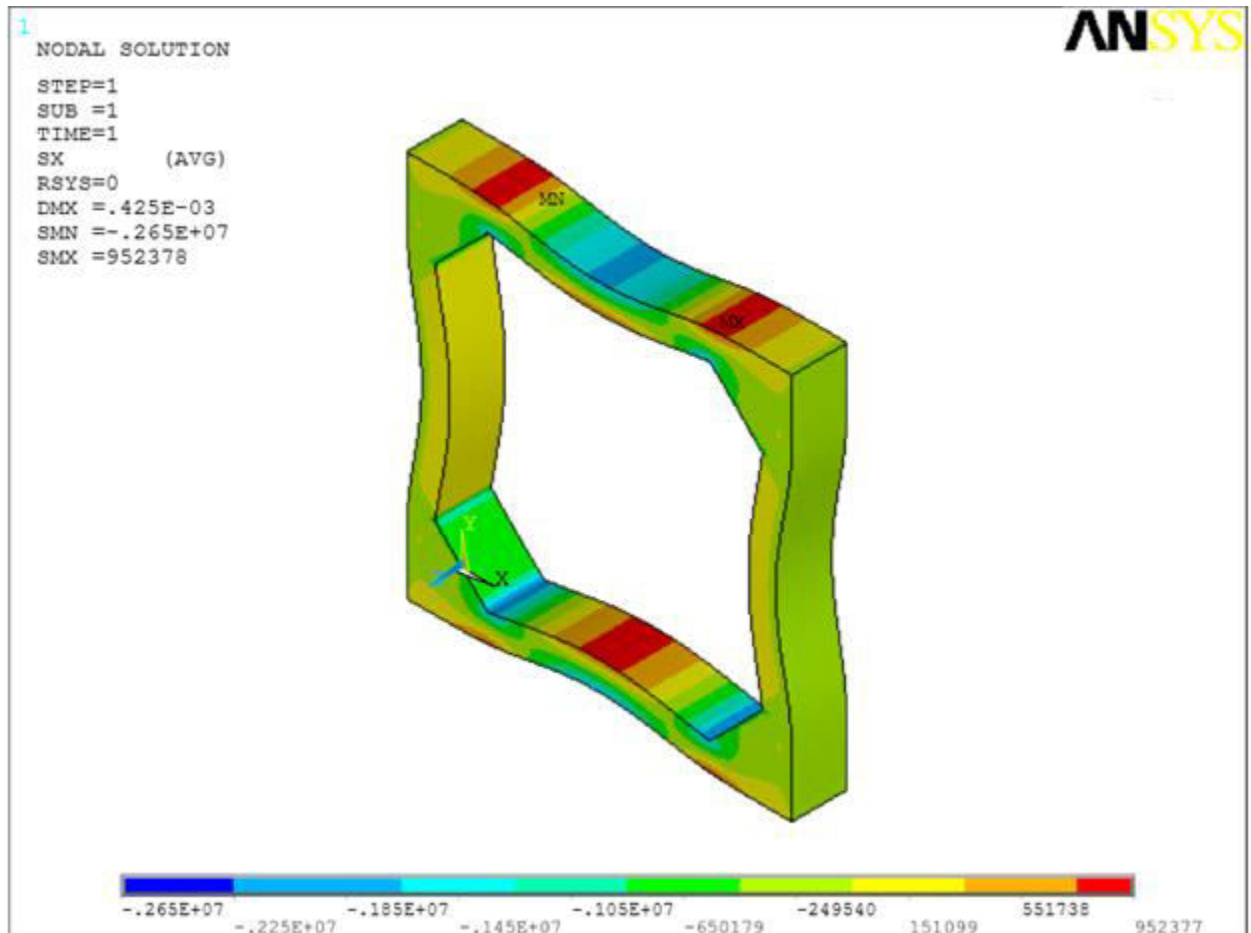 1
ANSYS
NODAL SOLUTION
STEP=1
SUB =1
TIME=1
SX (AVG)
RSYS=0
DMX =.425E-03
SMN =-.265E+07
SMX =952378
MN
MX
Y
X
-.265E+07 -.185E+07 -.105E+07 -249540 551738
-.225E+07 -.145E+07 -650179 151099 952377